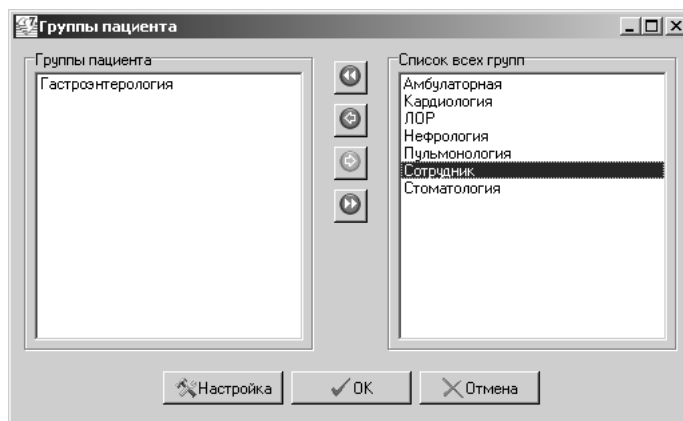 Группы пациента
Группы пациента
Гастроэнтерология
Список всех групп
Амбулаторная
Кардиология
ЛОР
Нефрология
Пульмонология
Сотрудник
Стоматология
Настройка
OK
Отмена